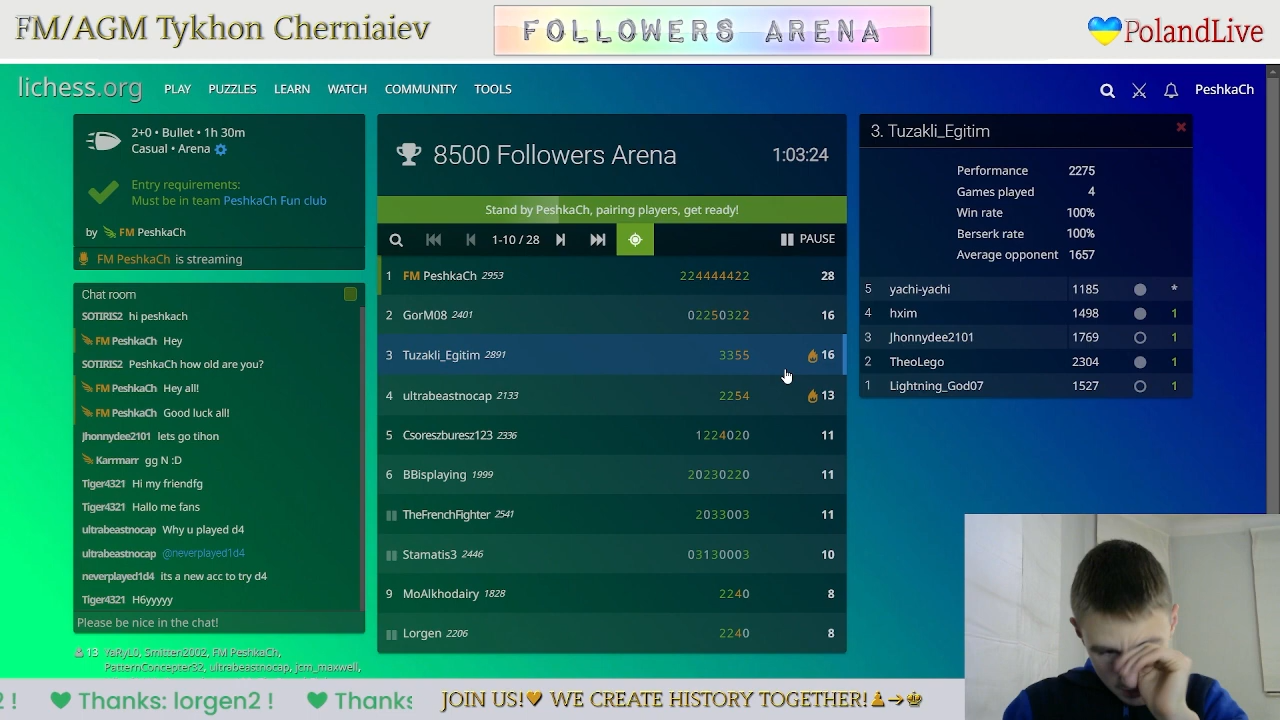 FM/AGM Tykhon Cherniaiev
FOLLOWERS ARENA
PolandLive
lichess.org
PLAY PUZZLES LEARN WATCH COMMUNITY TOOLS
PeshkaCh
2+0 • Bullet • 1h 30m
Casual • Arena
Entry requirements:
Must be in team PeshkaCh Fun club
by FM PeshkaCh
FM PeshkaCh is streaming
Chat room
SOTIRIS2 hi peshkach
FM PeshkaCh Hey
SOTIRIS2 PeshkaCh how old are you?
FM PeshkaCh Hey all!
FM PeshkaCh Good luck all!
Jhonnydee2101 lets go tihon
Karrnarr gg N :D
Tiger4321 Hi my friendfg
Tiger4321 Hallo me fans
ultrabeastnocap Why u played d4
ultrabeastnocap @neverplayed1d4
neverplayed1d4 its a new acc to try d4
Tiger4321 H6yyyyy
Please be nice in the chat!
13 YaRyLo, Smitten2002, FM PeshkaCh,
PatternConcepter32, ultrabeastnocap, jcm_maxwell,
8500 Followers Arena 1:03:24
Stand by PeshkaCh, pairing players, get ready!
1-10 / 28 PAUSE
1 FM PeshkaCh 2953 224444422 28
2 GorM08 2401 02250322 16
3 Tuzakli_Egitim 2891 3355 16
4 ultrabeastnocap 2133 2254 13
5 Csoreszburesz123 2336 1224020 11
6 BBisplaying 1999 20230220 11
TheFrenchFighter 2541 2033003 11
Stamatis3 2446 03130003 10
9 MoAlkhodairy 1828 2240 8
Lorgen 2206 2240 8
3. Tuzakli_Egitim
Performance 2275
Games played 4
Win rate 100%
Berserk rate 100%
Average opponent 1657
5 yachi-yachi 1185 *
4 hxim 1498 1
3 Jhonnydee2101 1769 1
2 TheoLego 2304 1
1 Lightning_God07 1527 1
2 ! Thanks: lorgen2 ! Thanks
JOIN US!🧡 WE CREATE HISTORY TOGETHER!♟→♚